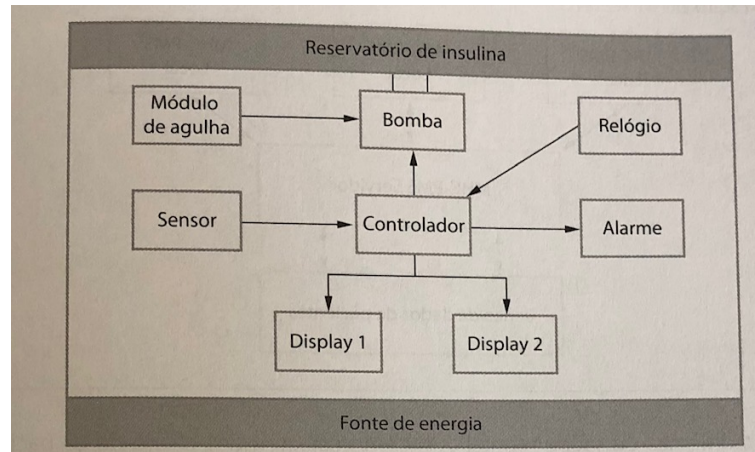 Reservatório de insulina
Módulo
de agulha
Bomba
Relógio
Sensor
Controlador
Alarme
Display 1
Display 2
Fonte de energia